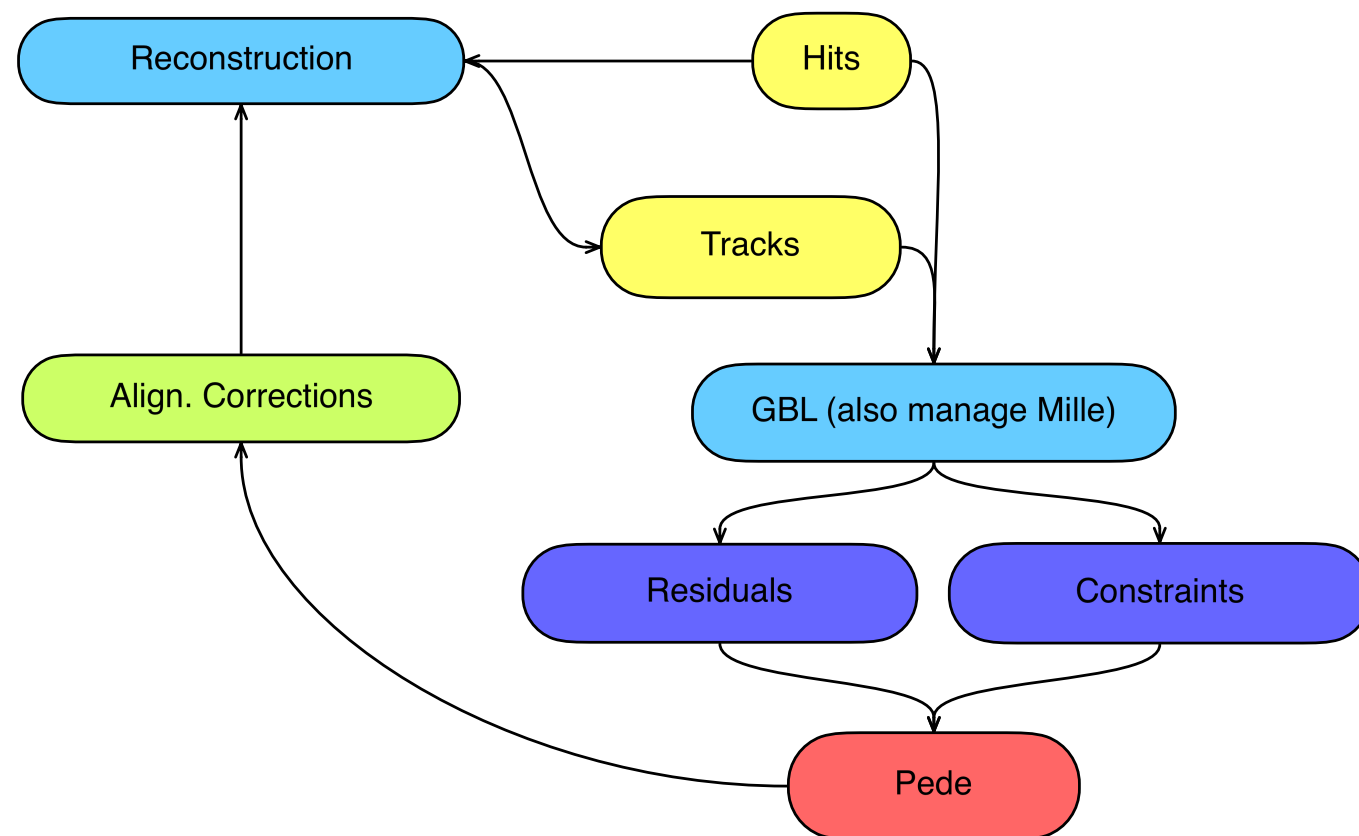 Reconstruction
Hits
Tracks
Align. Corrections
GBL (also manage Mille)
Residuals
Constraints
Pede